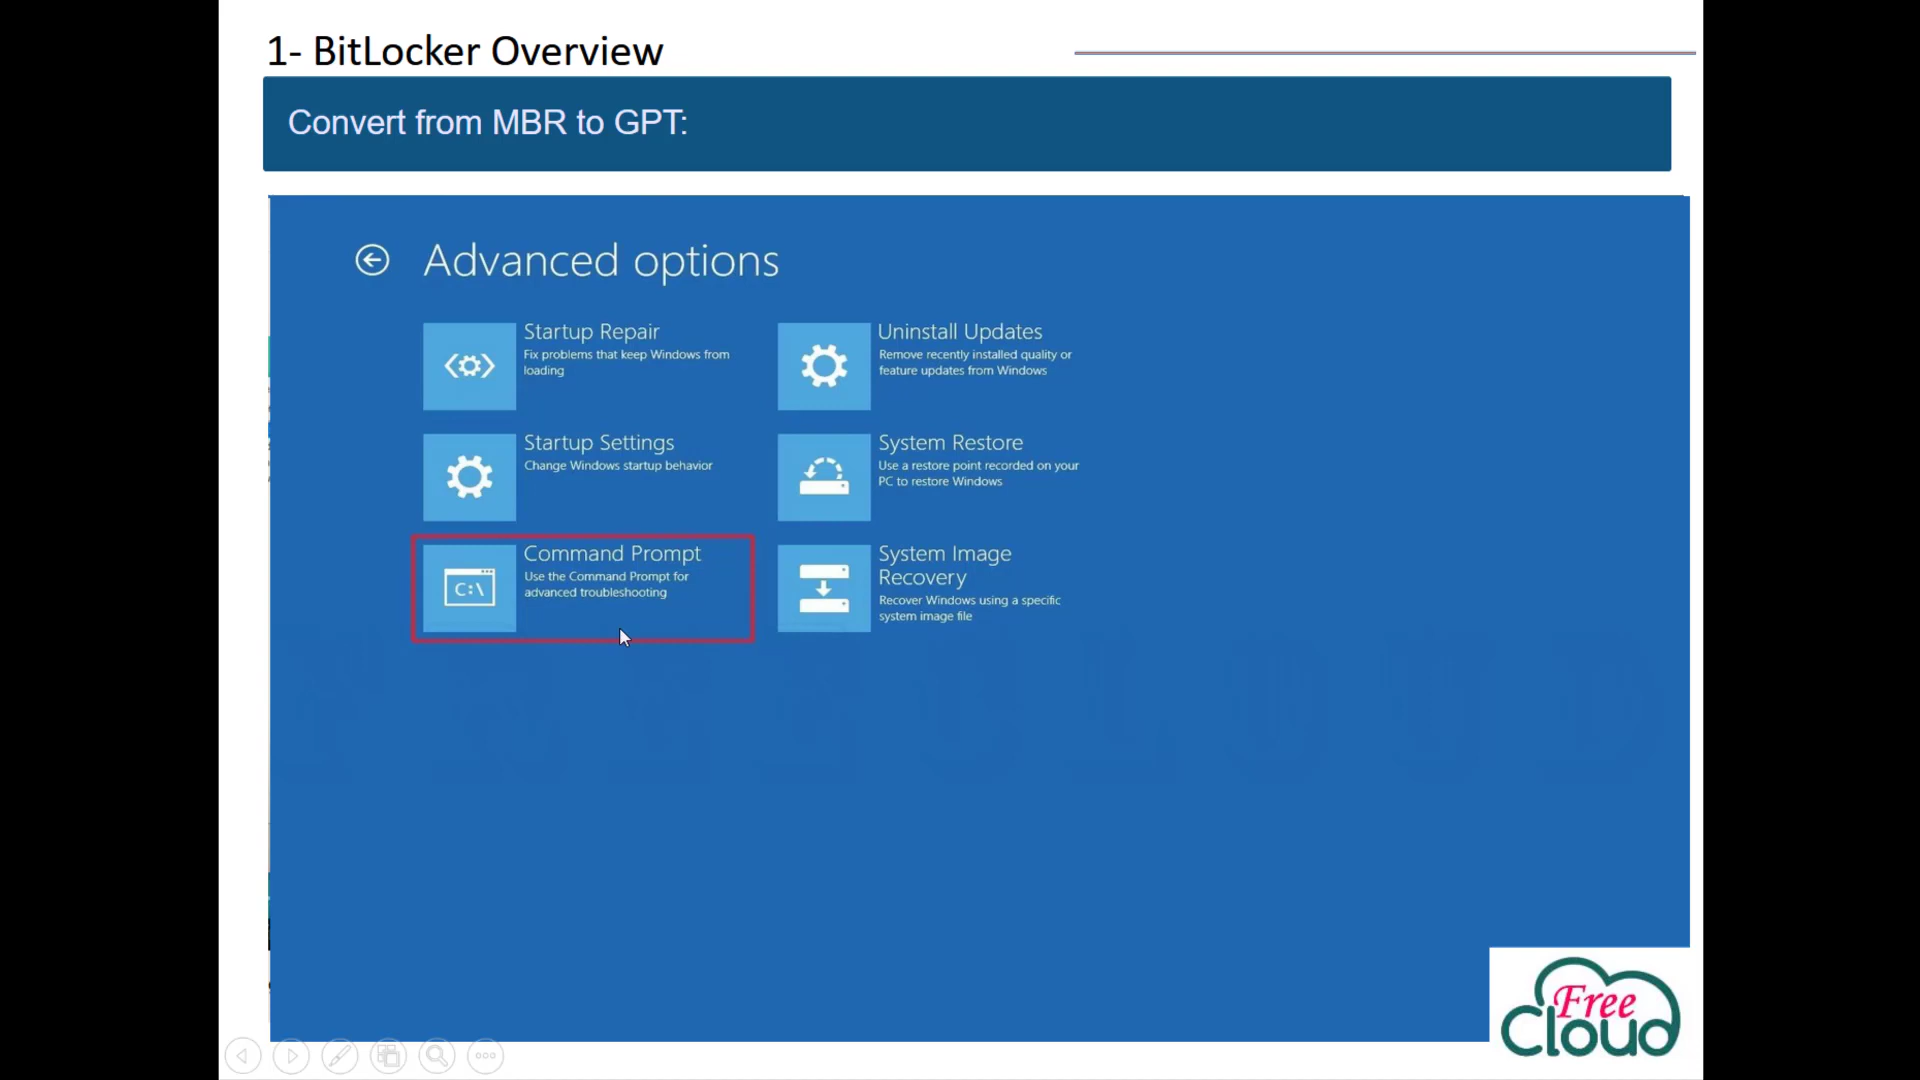 1- BitLocker Overview
Convert from MBR to GPT:
Advanced options
Startup Repair
Fix problems that keep Windows from
loading
Uninstall Updates
Remove recently installed quality or
feature updates from Windows
Startup Settings
Change Windows startup behavior
System Restore
Use a restore point recorded on your
PC to restore Windows
C:\
Command Prompt
Use the Command Prompt for
advanced troubleshooting
System Image
Recovery
Recover Windows using a specific
system image file
FREE CLOUD
Free
Cloud